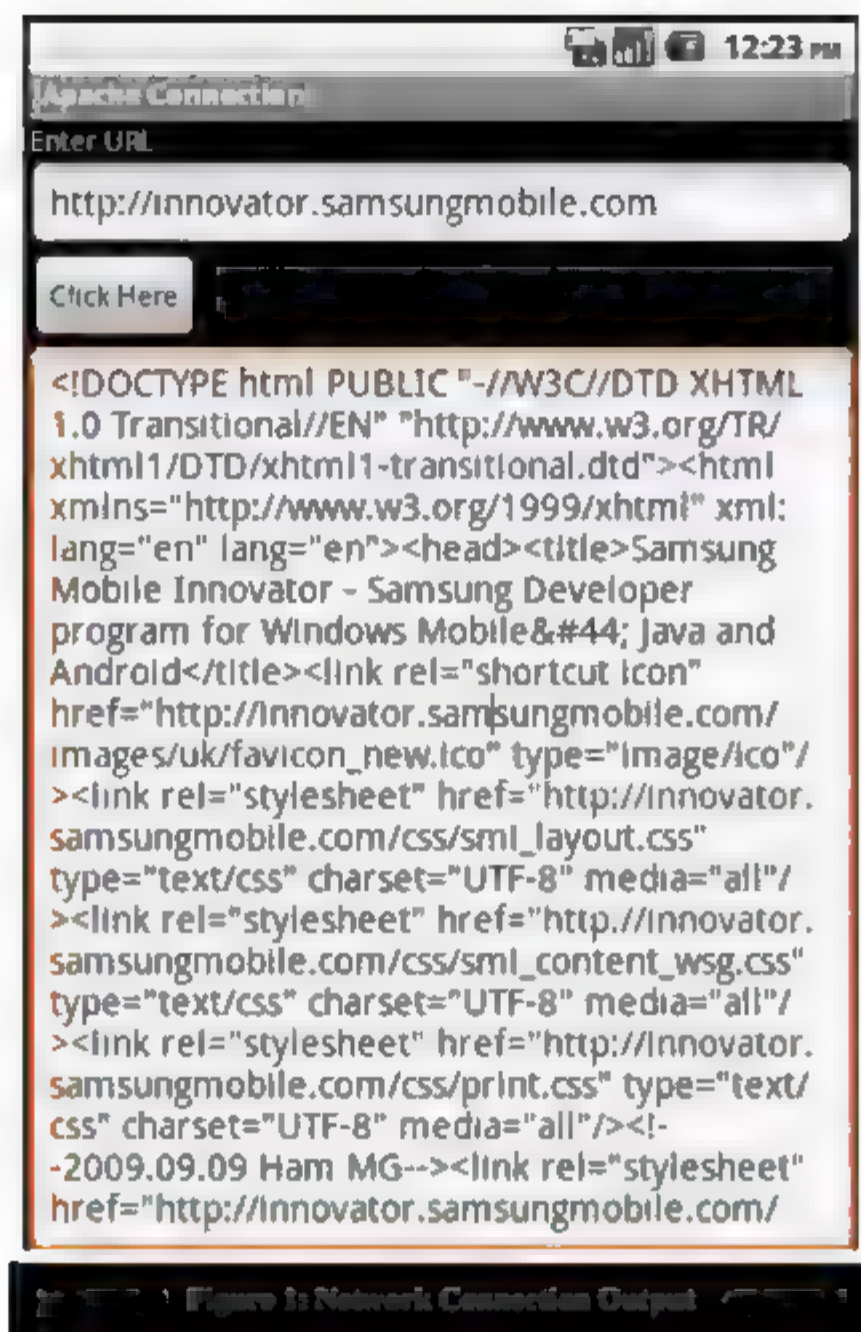 12:23 PM
Apache Connection
Enter URL
http://innovator.samsungmobile.com
Click Here
<!DOCTYPE html PUBLIC "-//W3C//DTD XHTML
1.0 Transitional//EN" "http://www.w3.org/TR/
xhtml1/DTD/xhtml1-transitional.dtd"><html
xmlns="http://www.w3.org/1999/xhtml" xml:
lang="en" lang="en"><head><title>Samsung
Mobile Innovator - Samsung Developer
program for Windows Mobile&#44; Java and
Android</title><link rel="shortcut icon"
href="http://innovator.samsungmobile.com/
images/uk/favicon_new.ico" type="image/ico"/
><link rel="stylesheet" href="http://innovator.
samsungmobile.com/css/smi_layout.css"
type="text/css" charset="UTF-8" media="all"/
><link rel="stylesheet" href="http://innovator.
samsungmobile.com/css/smi_content_wsg.css"
type="text/css" charset="UTF-8" media="all"/
><link rel="stylesheet" href="http://innovator.
samsungmobile.com/css/print.css" type="text/
css" charset="UTF-8" media="all"/><!-
-2009.09.09 Ham MG--><link rel="stylesheet"
href="http://innovator.samsungmobile.com/
Figure 1: Network Connection Output